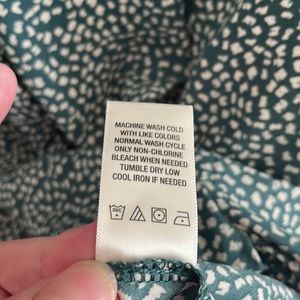 MACHINE WASH COLD
WITH LIKE COLORS
NORMAL WASH CYCLE
ONLY NON-CHLORINE
BLEACH WHEN NEEDED
TUMBLE DRY LOW
COOL IRON IF NEEDED
30C